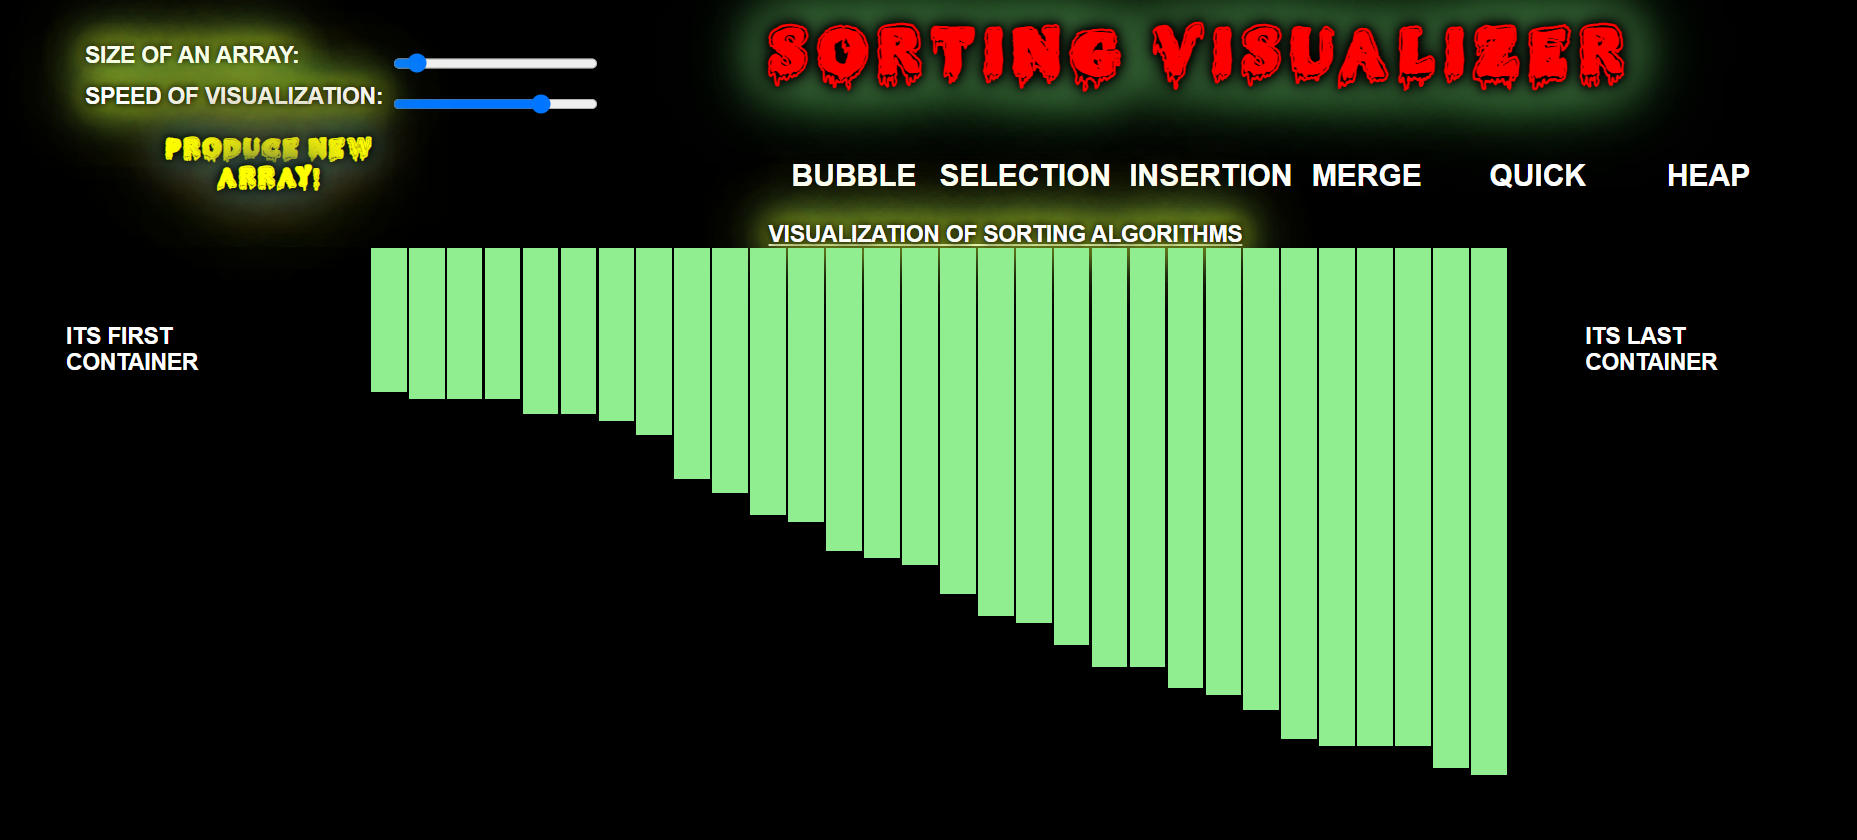 SIZE OF AN ARRAY:
SPEED OF VISUALIZATION:
PRODUCE NEW
ARRAY!
SORTING VISUALIZER
BUBBLE SELECTION INSERTION MERGE QUICK HEAP
VISUALIZATION OF SORTING ALGORITHMS
ITS FIRST
CONTAINER
ITS LAST
CONTAINER